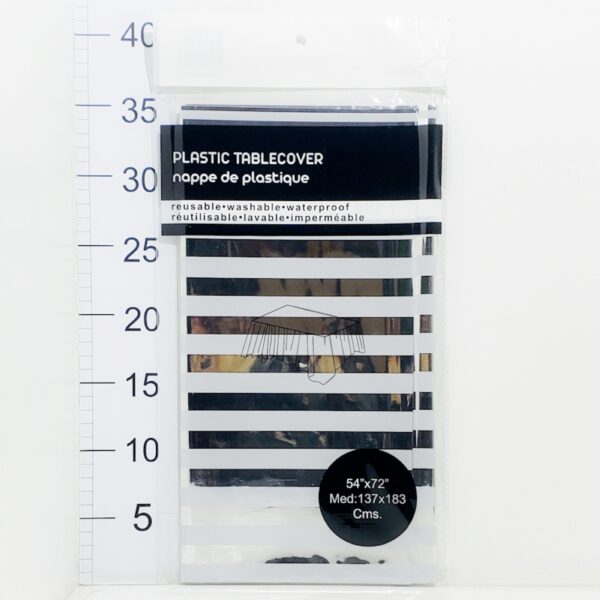 40
35
30
25
20
15
10
5
PLASTIC TABLECOVER
nappe de plastique
reusable•washable•waterproof
réutilisable•lavable•imperméable
54"x72"
Med:137x183
Cms.